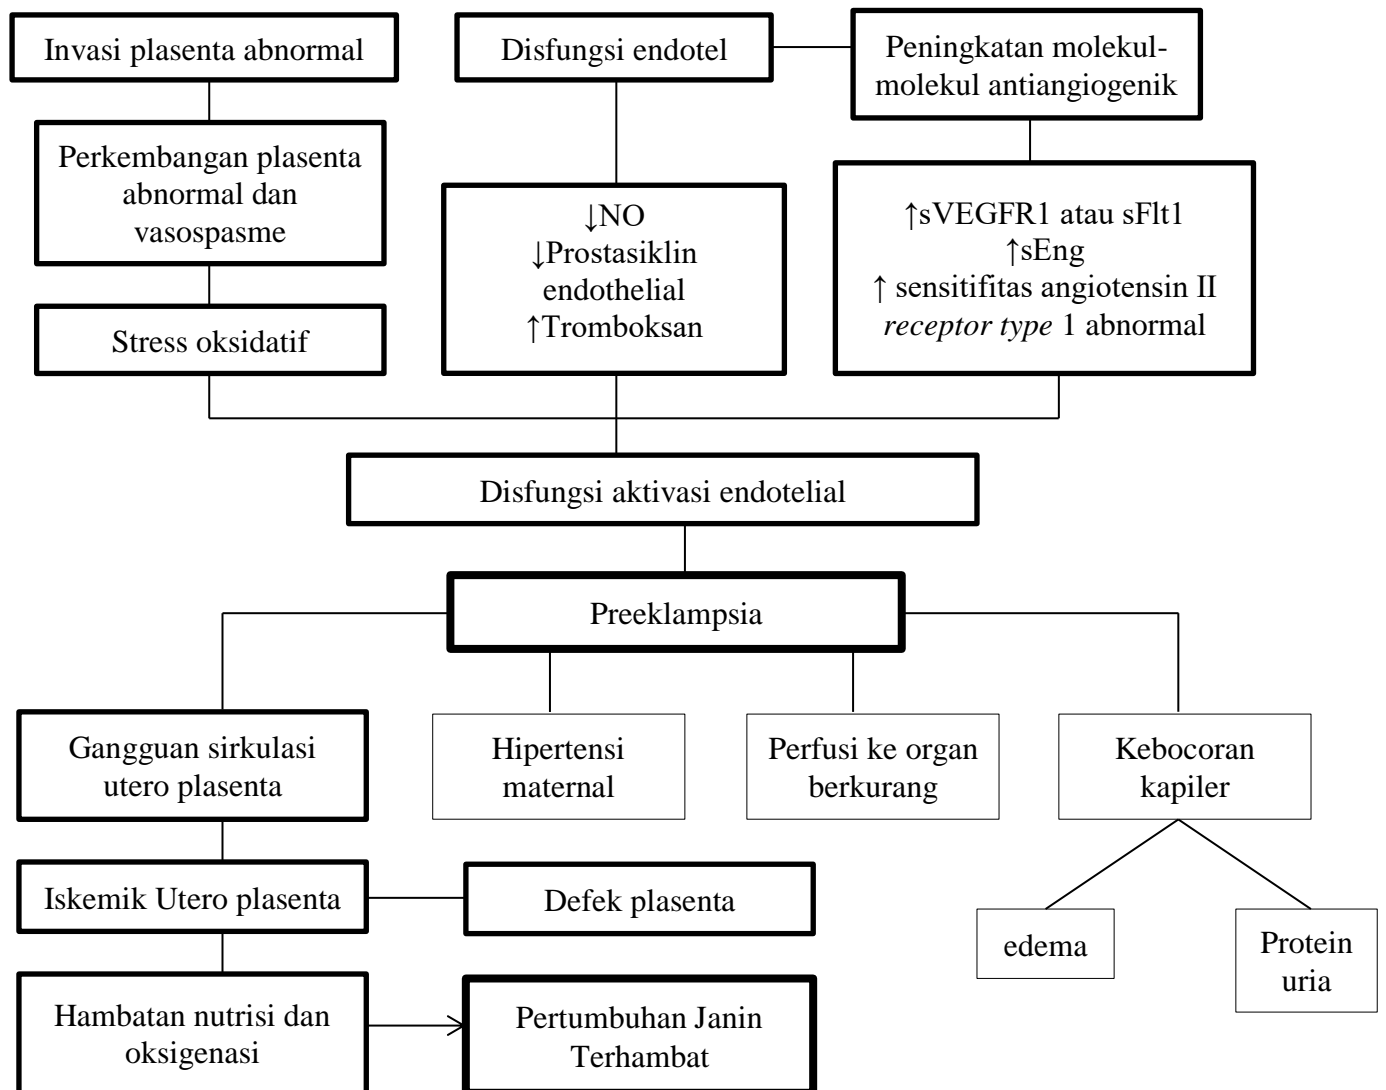 Invasi plasenta abnormal
Disfungsi endotel
Peningkatan molekul-
molekul antiangiogenik
Perkembangan plasenta
abnormal dan
vasospasme
↓NO
↓Prostasiklin
endothelial
↑Tromboksan
↑sVEGFR1 atau sFlt1
↑sEng
↑ sensitifitas angiotensin II
receptor type 1 abnormal
Stress oksidatif
Disfungsi aktivasi endotelial
Preeklampsia
Gangguan sirkulasi
utero plasenta
Hipertensi
maternal
Perfusi ke organ
berkurang
Kebocoran
kapiler
Iskemik Utero plasenta
Defek plasenta
edema
Protein
uria
Hambatan nutrisi dan
oksigenasi
Pertumbuhan Janin
Terhambat